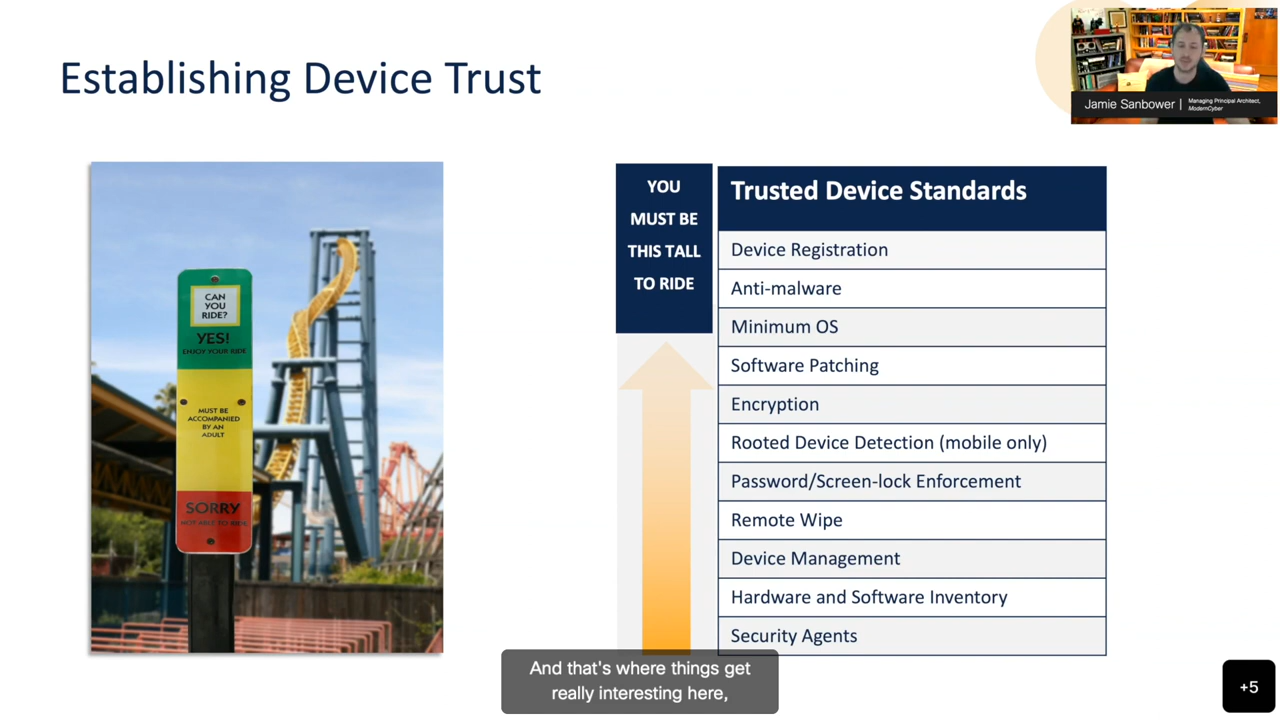 Establishing Device Trust
Jamie Sanbower
Managing Principal Architect,
ModernCyber
CAN
YOU
RIDE?
YES!
ENJOY YOUR RIDE
MUST BE
ACCOMPANIED
BY AN
ADULT
SORRY
NOT ABLE TO RIDE
YOU
MUST BE
THIS TALL
TO RIDE
Trusted Device Standards
Device Registration
Anti-malware
Minimum OS
Software Patching
Encryption
Rooted Device Detection (mobile only)
Password/Screen-lock Enforcement
Remote Wipe
Device Management
Hardware and Software Inventory
Security Agents
And that's where things get
really interesting here,
+5